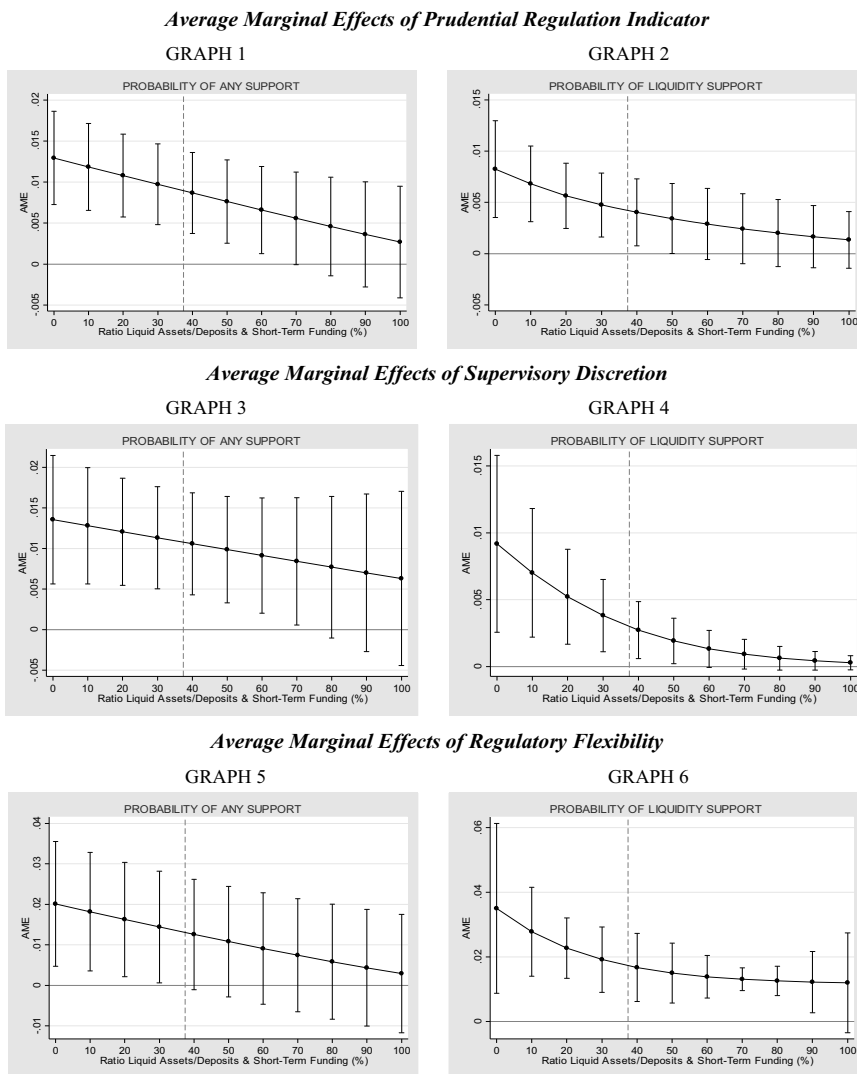 Average Marginal Effects of Prudential Regulation Indicator
GRAPH 1
PROBABILITY OF ANY SUPPORT
.02
.015
.01
.005
0
-.005
AME
0 10 20 30 40 50 60 70 80 90 100
Ratio Liquid Assets/Deposits & Short-Term Funding (%)
GRAPH 2
PROBABILITY OF LIQUIDITY SUPPORT
.015
.01
.005
0
-.005
AME
0 10 20 30 40 50 60 70 80 90 100
Ratio Liquid Assets/Deposits & Short-Term Funding (%)
Average Marginal Effects of Supervisory Discretion
GRAPH 3
PROBABILITY OF ANY SUPPORT
.02
.015
.01
.005
0
-.005
AME
0 10 20 30 40 50 60 70 80 90 100
Ratio Liquid Assets/Deposits & Short-Term Funding (%)
GRAPH 4
PROBABILITY OF LIQUIDITY SUPPORT
.015
.01
.005
0
AME
0 10 20 30 40 50 60 70 80 90 100
Ratio Liquid Assets/Deposits & Short-Term Funding (%)
Average Marginal Effects of Regulatory Flexibility
GRAPH 5
PROBABILITY OF ANY SUPPORT
.04
.03
.02
.01
0
-.01
AME
0 10 20 30 40 50 60 70 80 90 100
Ratio Liquid Assets/Deposits & Short-Term Funding (%)
GRAPH 6
PROBABILITY OF LIQUIDITY SUPPORT
.06
.04
.02
0
AME
0 10 20 30 40 50 60 70 80 90 100
Ratio Liquid Assets/Deposits & Short-Term Funding (%)